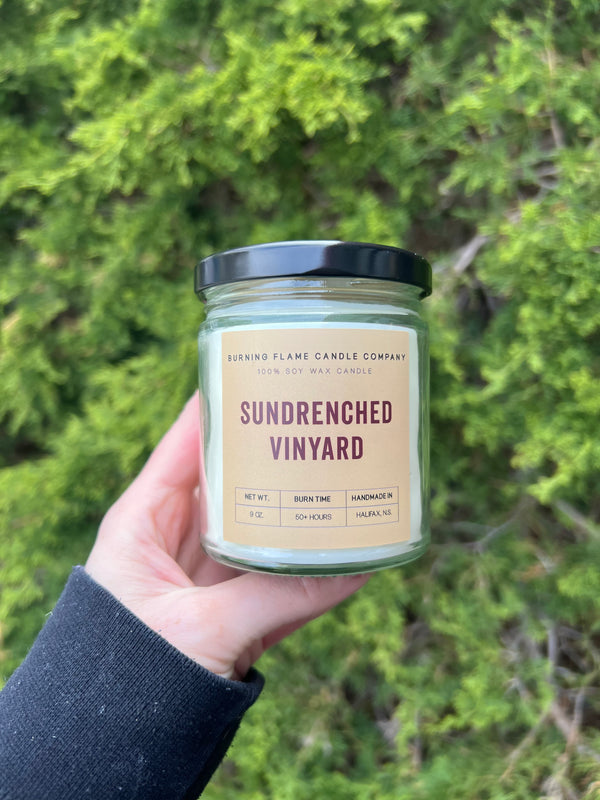 BURNING FLAME CANDLE COMPANY
100% SOY WAX CANDLE
SUNDRENCHED
VINYARD
NET WT. BURN TIME HANDMADE IN
9 OZ. 50+ HOURS HALIFAX, N.S.